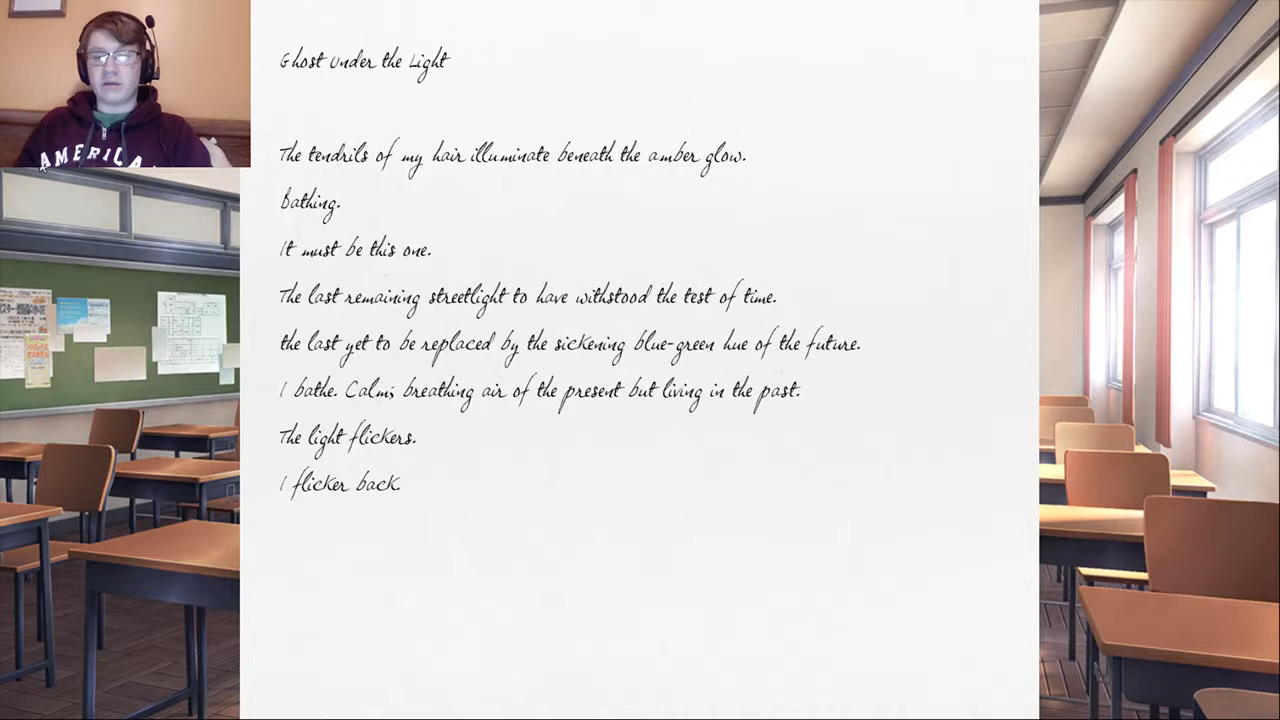 AMERICA
Ghost Under the Light
The tendrils of my hair illuminate beneath the amber glow.
Bathing.
It must be this one.
The last remaining streetlight to have withstood the test of time.
the last yet to be replaced by the sickening blue-green hue of the future.
I bathe. Calm; breathing air of the present but living in the past.
The light flickers.
I flicker back.